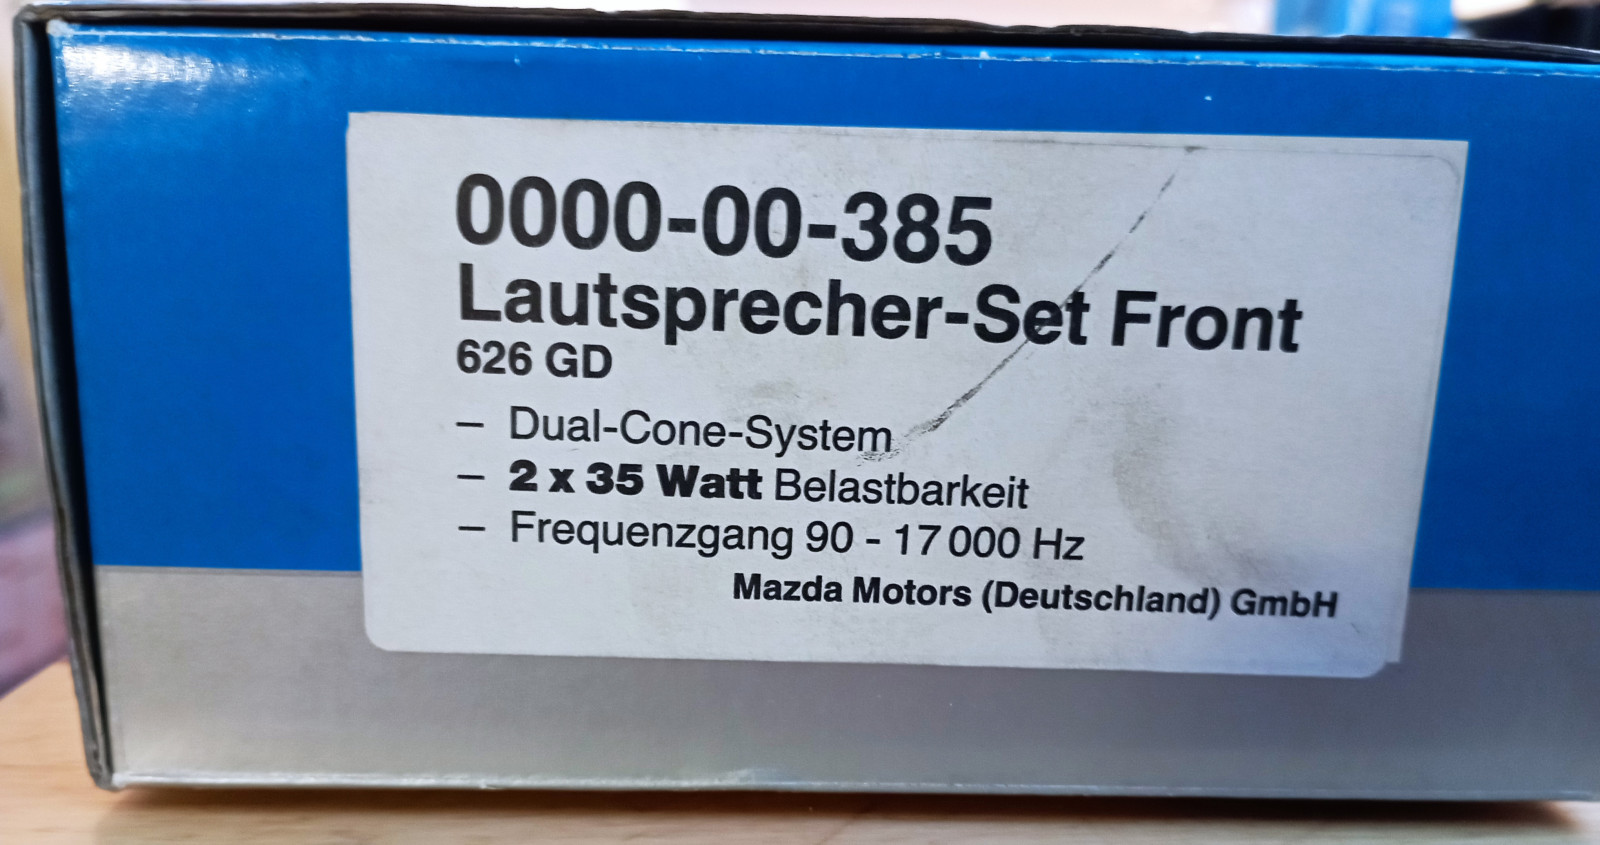 0000-00-385
Lautsprecher-Set Front
626 GD
– Dual-Cone-System
– 2 x 35 Watt Belastbarkeit
– Frequenzgang 90 - 17 000 Hz
Mazda Motors (Deutschland) GmbH